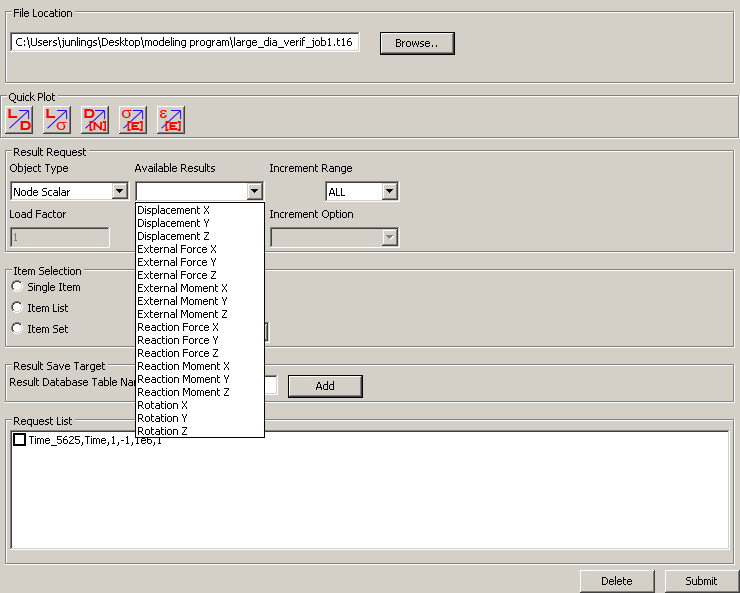 File Location
C:\Users\junlings\Desktop\modeling program\large_dia_verif_job1.t16
Browse..
Quick Plot
L D
L σ
D [N]
σ [E]
ε [E]
Result Request
Object Type
Available Results
Increment Range
Node Scalar
ALL
Load Factor
Increment Option
1
Displacement X
Displacement Y
Displacement Z
External Force X
External Force Y
External Force Z
External Moment X
External Moment Y
External Moment Z
Reaction Force X
Reaction Force Y
Reaction Force Z
Reaction Moment X
Reaction Moment Y
Reaction Moment Z
Rotation X
Rotation Y
Rotation Z
Item Selection
Single Item
Item List
Item Set
Result Save Target
Result Database Table Nar
Add
Request List
Time_5625,Time,1,-1,1e6,1
Delete
Submit